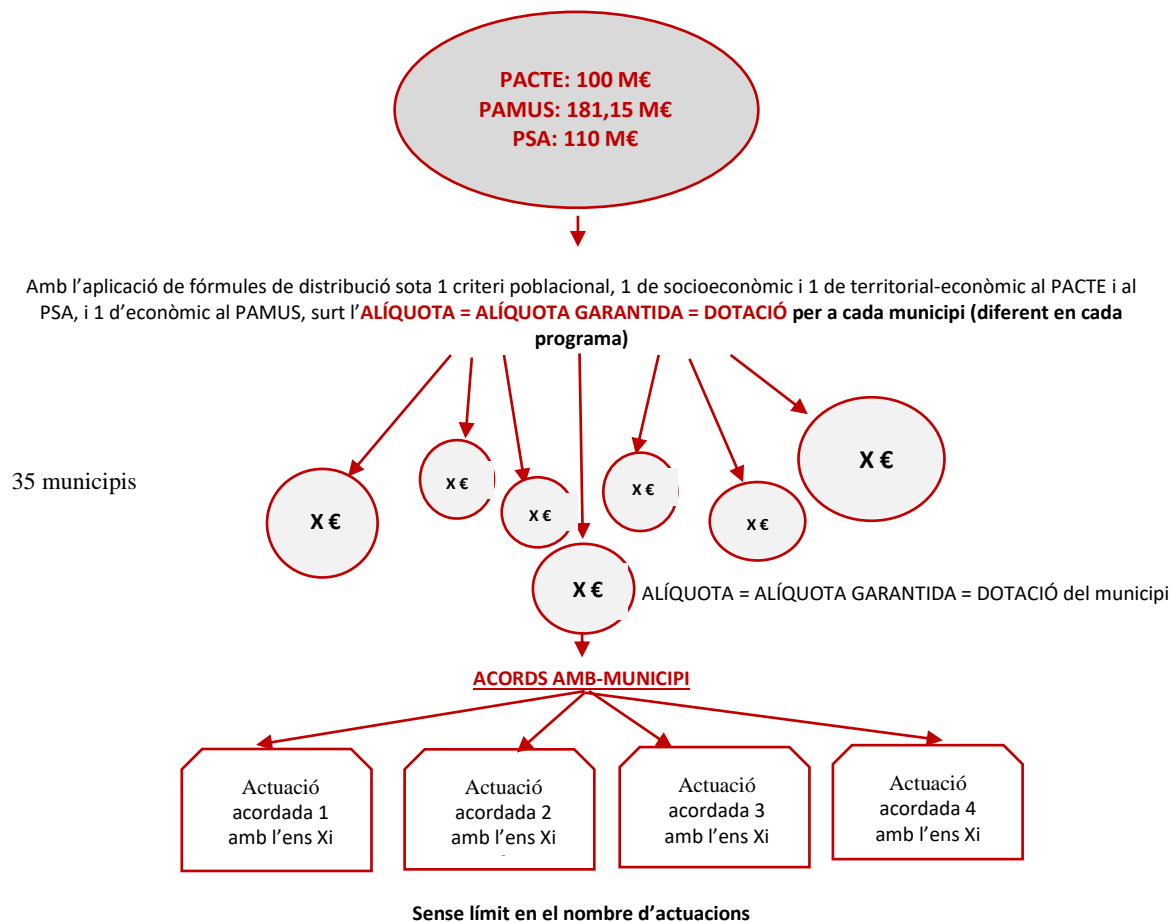 PACTE: 100 M€
PAMUS: 181,15 M€
PSA: 110 M€
Amb l’aplicació de fórmules de distribució sota 1 criteri poblacional, 1 de socioeconòmic i 1 de territorial-econòmic al PACTE i al
PSA, i 1 d’econòmic al PAMUS, surt l’ALÍQUOTA = ALÍQUOTA GARANTIDA = DOTACIÓ per a cada municipi (diferent en cada
programa)
35 municipis
X €
X €
X €
X €
X €
X €
X €
ALÍQUOTA = ALÍQUOTA GARANTIDA = DOTACIÓ del municipi
ACORDS AMB-MUNICIPI
Actuació
acordada 1
amb l’ens Xi
Actuació
acordada 2
amb l’ens Xi
Actuació
acordada 3
amb l’ens Xi
Actuació
acordada 4
amb l’ens Xi
Sense límit en el nombre d’actuacions